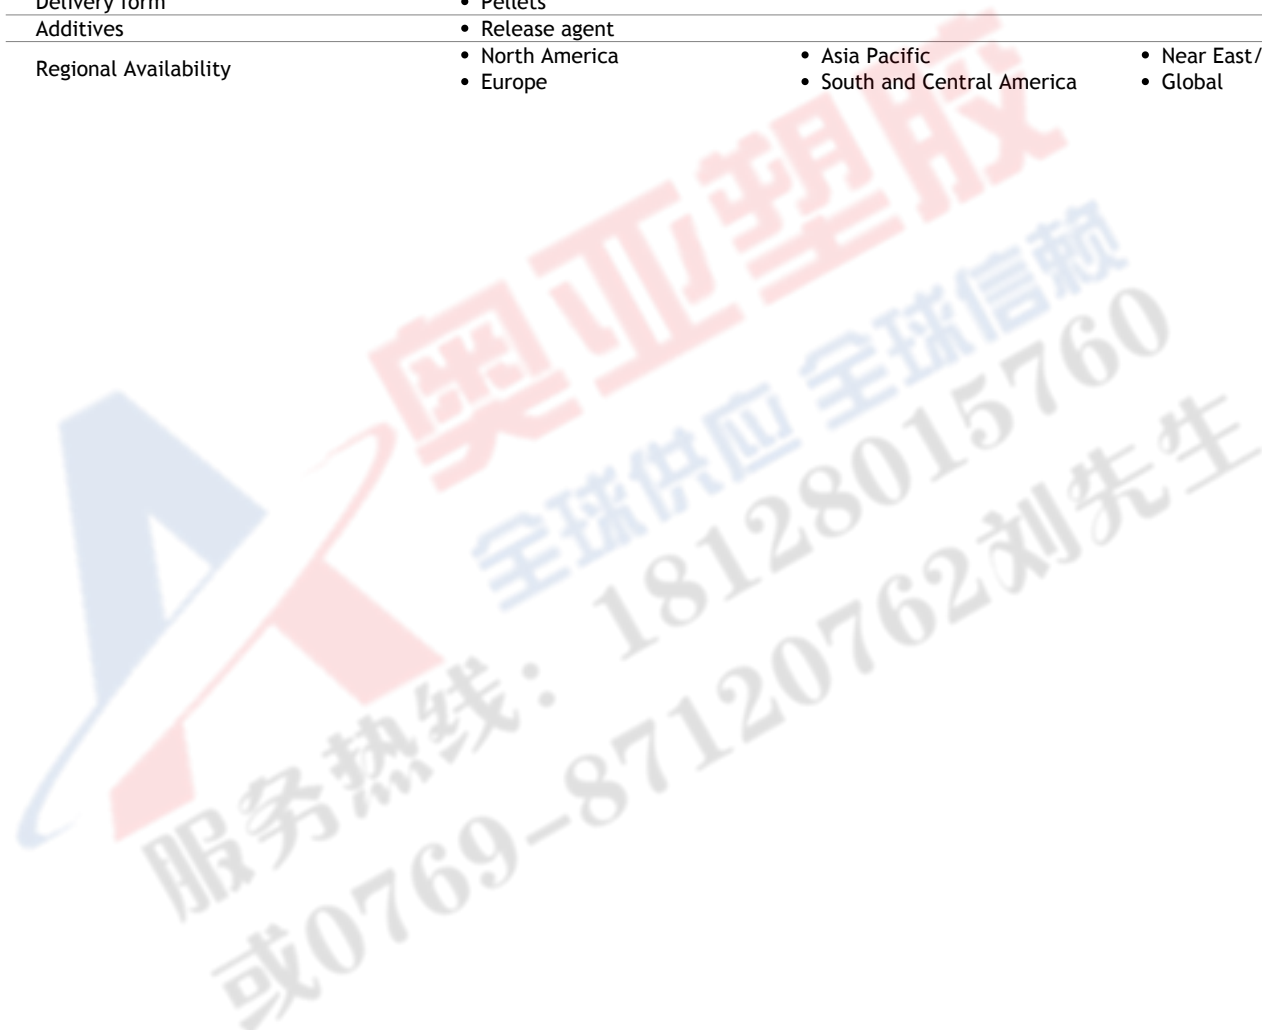 Delivery form • Pellets
Additives • Release agent
Regional Availability • North America • Asia Pacific • Near East/
• Europe • South and Central America • Global
奥亚塑胶
全球供应 全球信赖
服务热线：18128015760
或0769-87120762刘先生